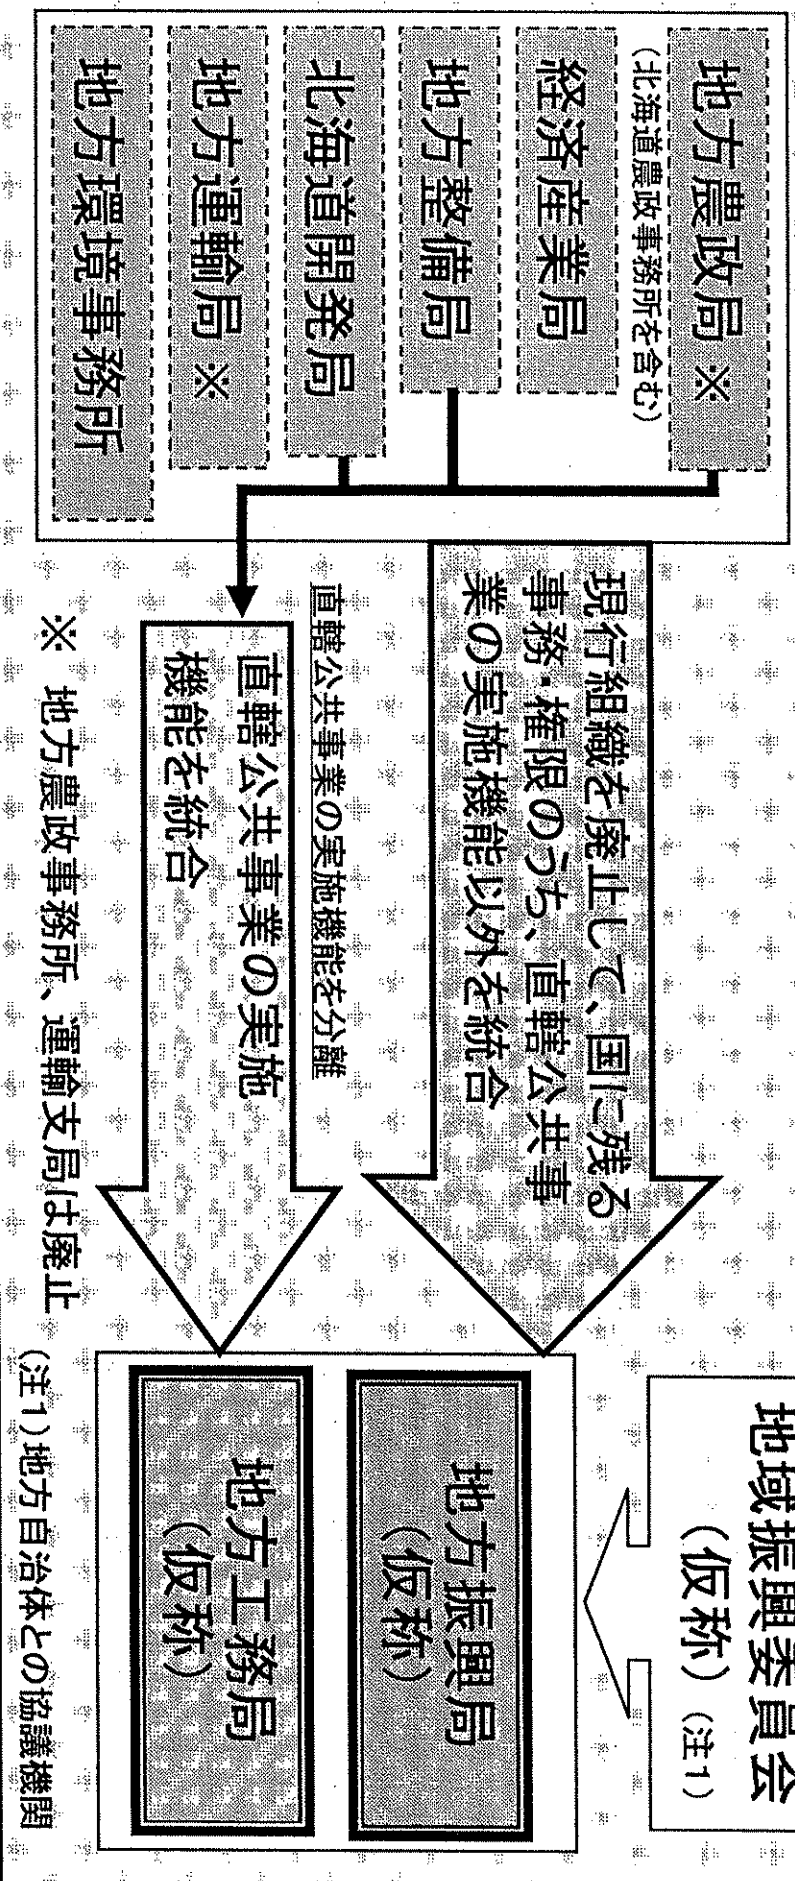 地方農政局※
(北海道農政事務所を含む)
経済産業局
地方整備局
北海道開発局
地方運輸局※
地方環境事務所
現行組織を廃止して、国に残る
事務・権限のうち、直轄公共事
業の実施機能以外を統合
直轄公共事業の実施機能を分離
直轄公共事業の実施
機能を統合
※ 地方農政事務所、運輸支局は廃止
地域振興委員会
(仮称)(注1)
地方振興局
(仮称)
地方工務局
(仮称)
(注1)地方自治体との協議機関